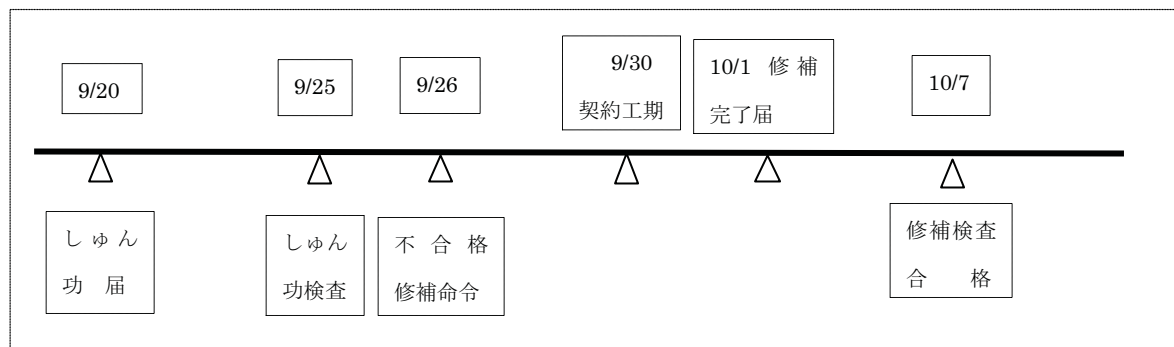 9/20
9/25
9/26
9/30
契約工期
10/1 修補
完了届
10/7
しゅん
功届
しゅん
功検査
不合格
修補命令
修補検査
合格